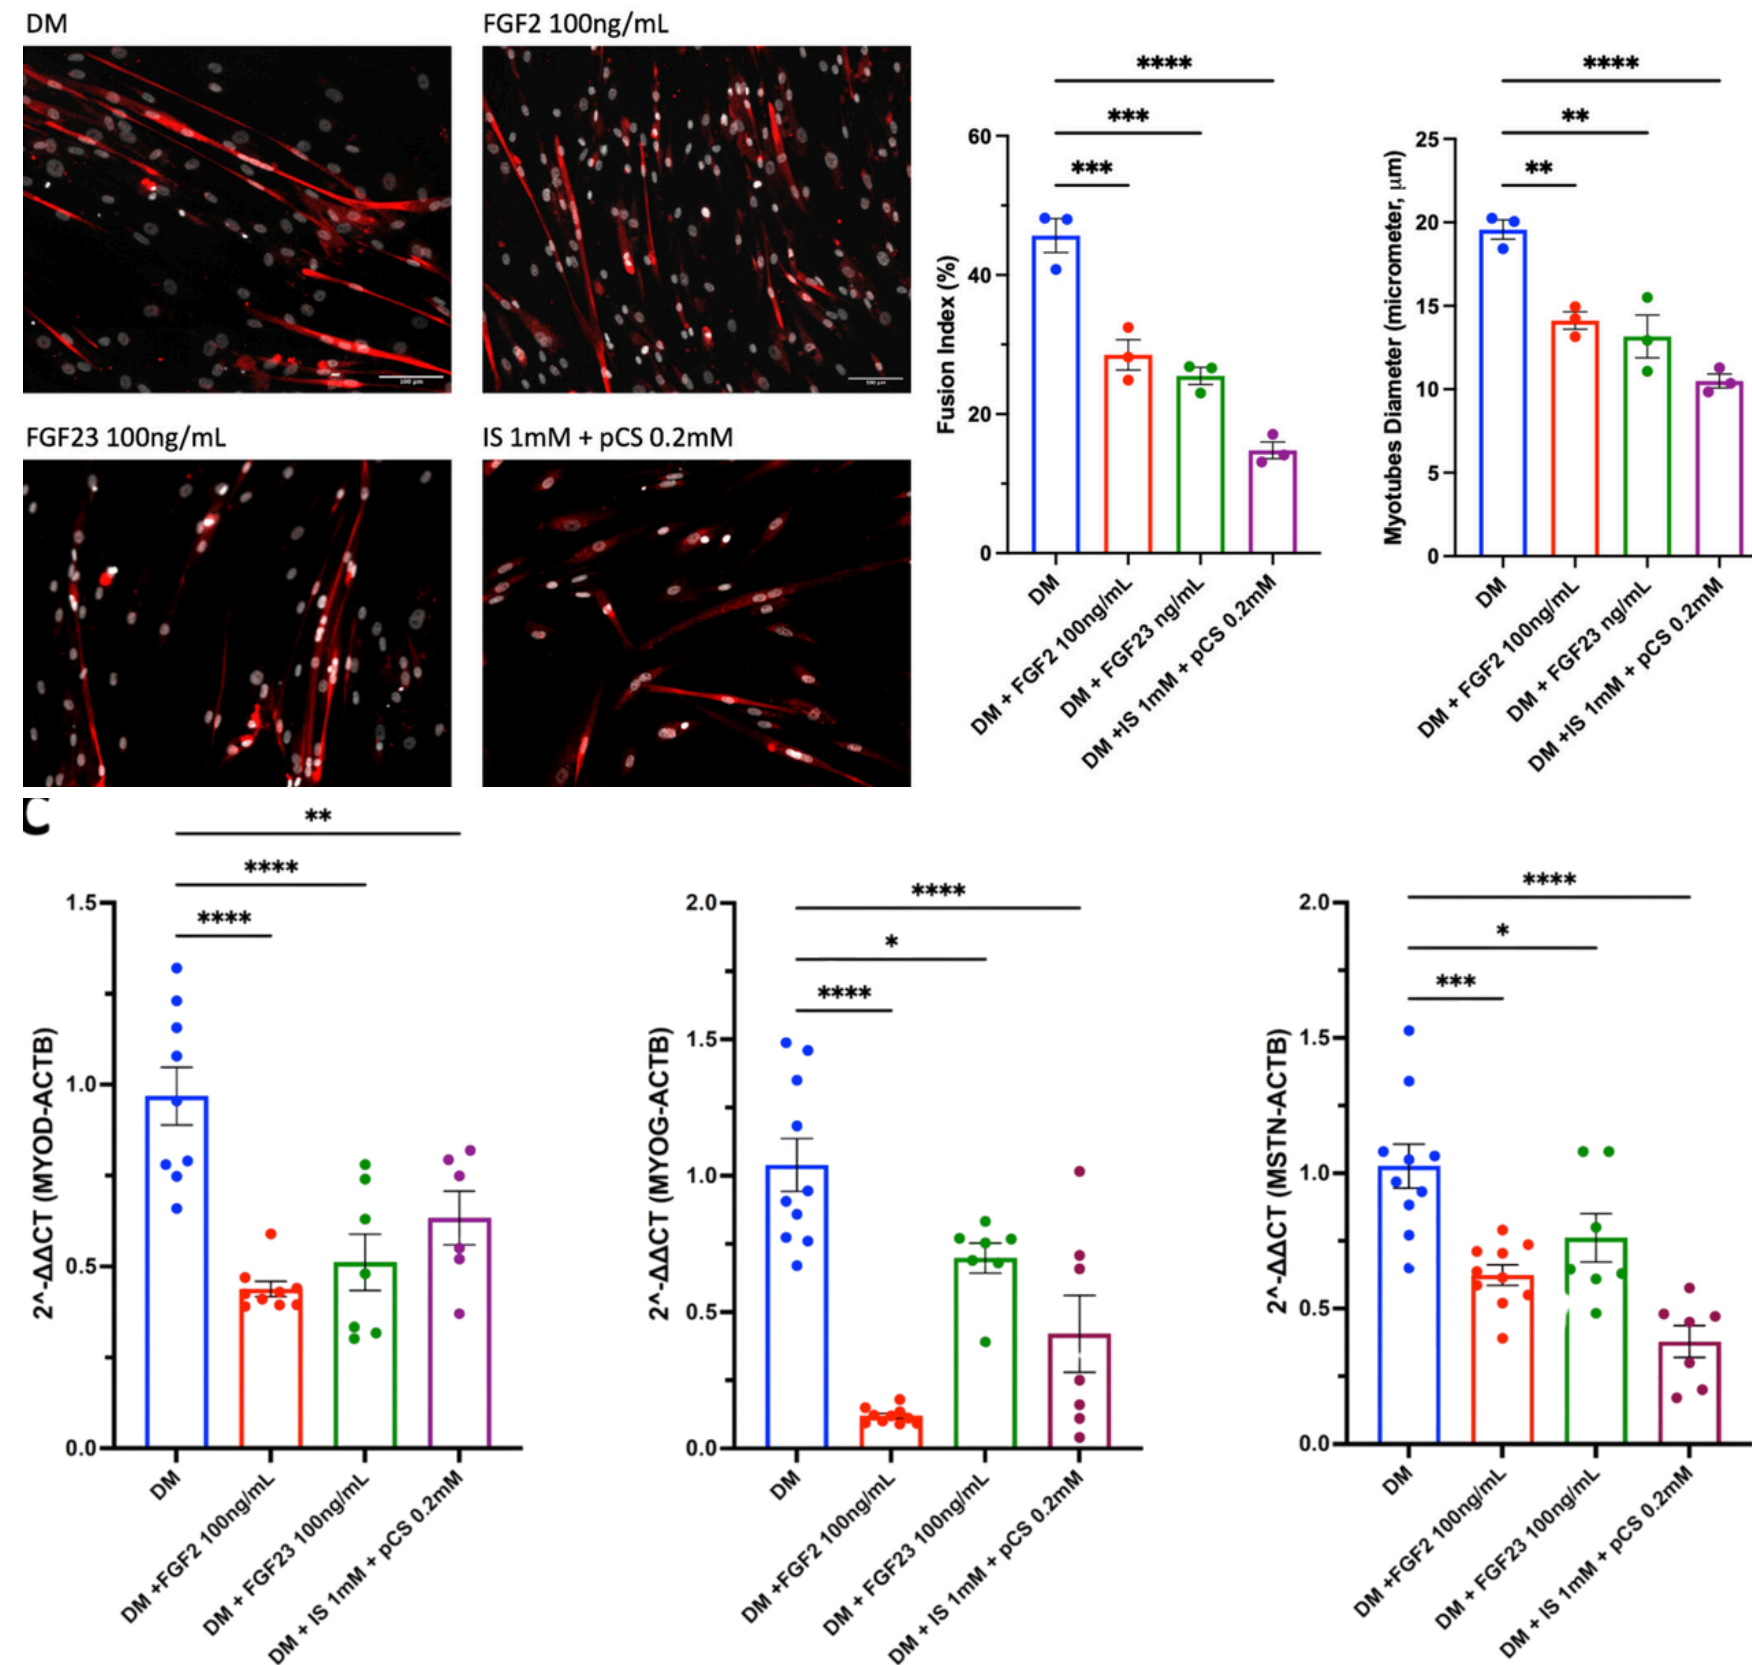 DM
FGF2 100ng/mL
FGF23 100ng/mL
IS 1mM + pCS 0.2mM
****
***
***
60
40
20
0
Fusion Index (%)
DM
DM + FGF2 100ng/mL
DM + FGF23 ng/mL
DM +IS 1mM + pCS 0.2mM
****
**
**
25
20
15
10
5
0
Myotubes Diameter (micrometer, μm)
DM
DM + FGF2 100ng/mL
DM + FGF23 ng/mL
DM +IS 1mM + pCS 0.2mM
C
**
****
****
1.5
1.0
0.5
0.0
2^-ΔΔCT (MYOD-ACTB)
DM
DM +FGF2 100ng/mL
DM + FGF23 100ng/mL
DM + IS 1mM + pCS 0.2mM
****
*
****
2.0
1.5
1.0
0.5
0.0
2^-ΔΔCT (MYOG-ACTB)
DM
DM +FGF2 100ng/mL
DM + FGF23 100ng/mL
DM + IS 1mM + pCS 0.2mM
****
*
***
2.0
1.5
1.0
0.5
0.0
2^-ΔΔCT (MSTN-ACTB)
DM
DM +FGF2 100ng/mL
DM + FGF23 100ng/mL
DM + IS 1mM + pCS 0.2mM